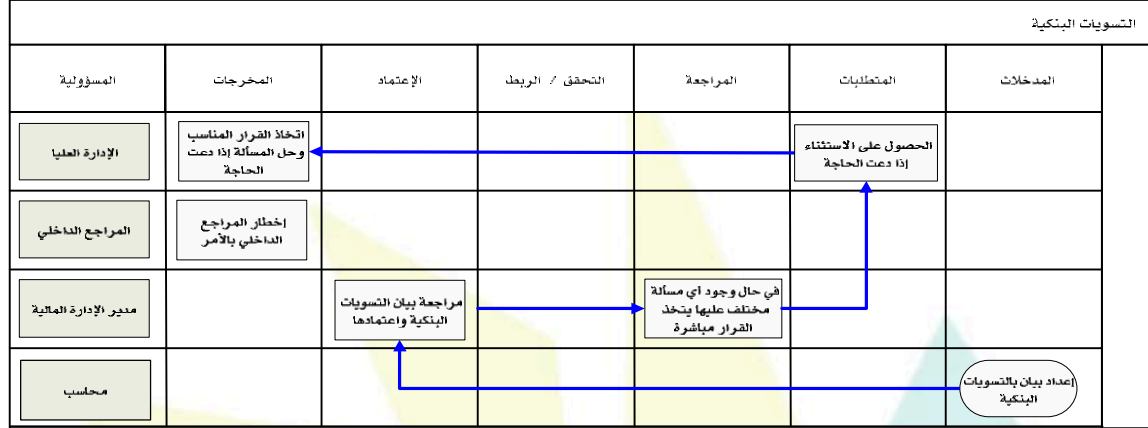 التسويات البنكية
المدخلات
المتطلبات
المراجعة
التحقق / الربط
الإعتماد
المخرجات
المسؤولية
الحصول على الاستثناء
إذا دعت الحاجة
اتخاذ القرار المناسب
وحل المسألة إذا دعت
الحاجة
الإدارة العليا
إخطار المراجع
الداخلي بالأمر
المراجع الداخلي
في حال وجود أي مسألة
مختلف عليها يتخذ
القرار مباشرة
مراجعة بيان التسويات
البنكية واعتمادها
مدير الإدارة المالية
إعداد بيان بالتسويات
البنكية
محاسب